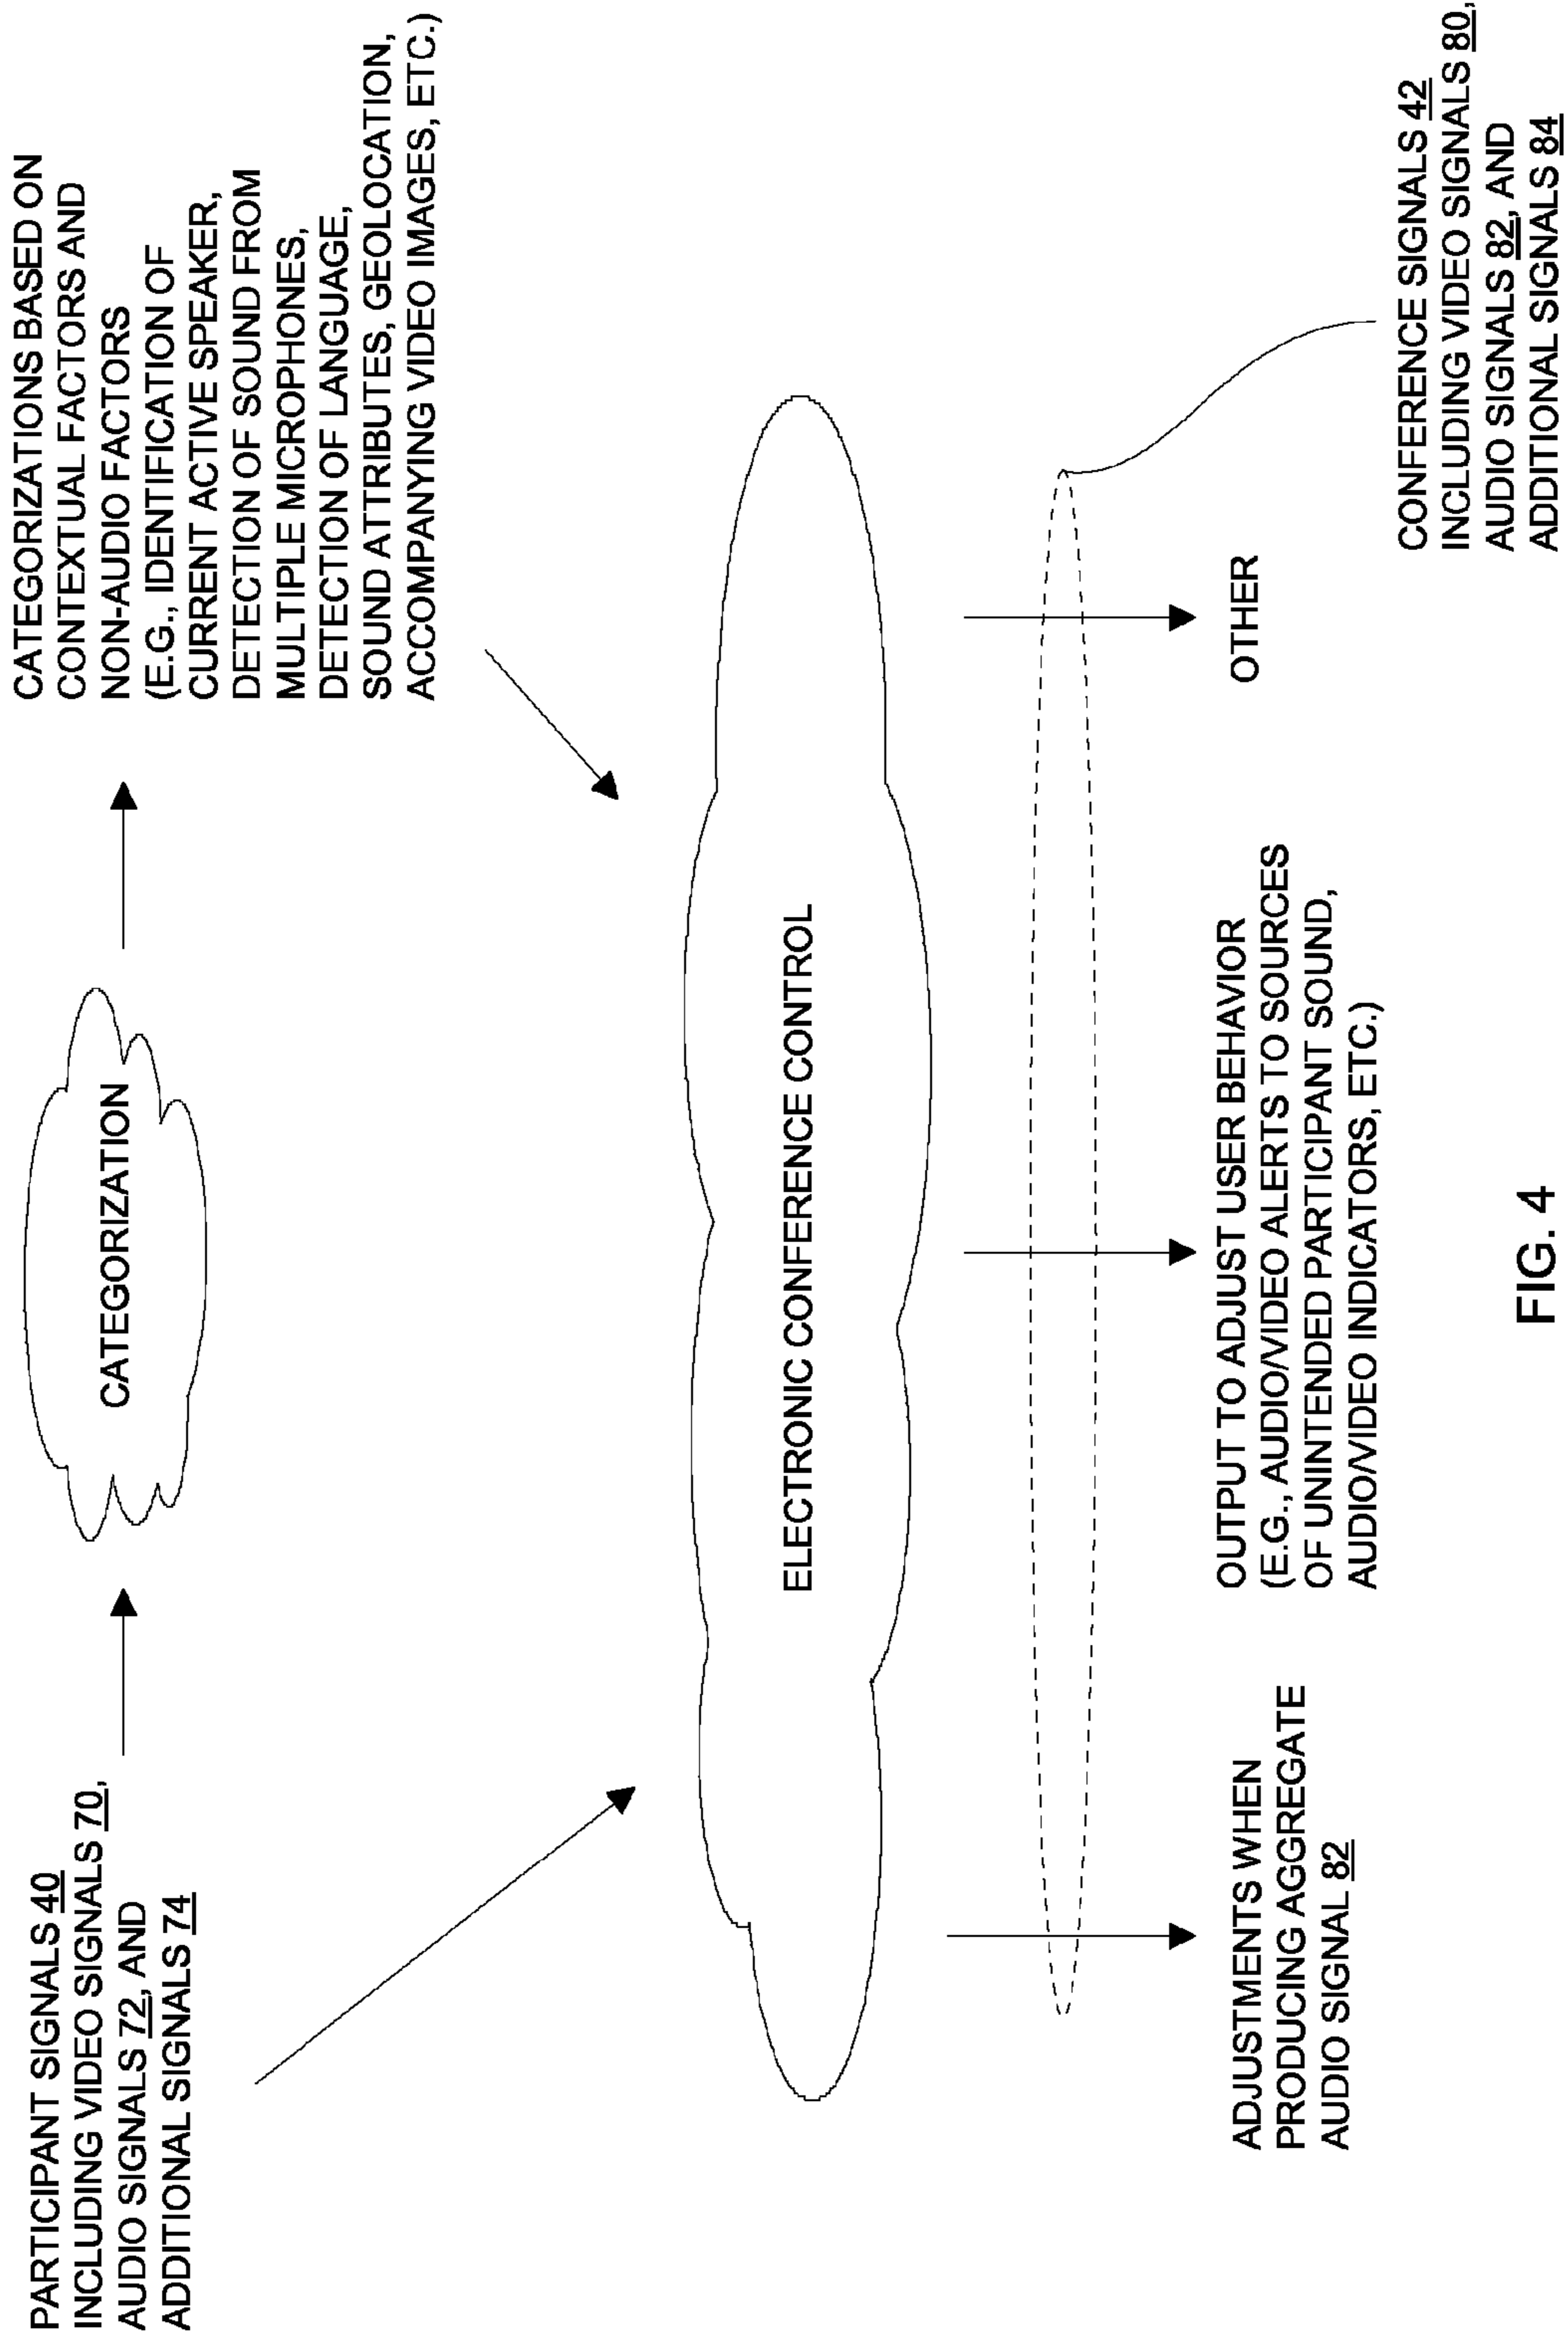 PARTICIPANT SIGNALS 40
INCLUDING VIDEO SIGNALS 70,
AUDIO SIGNALS 72, AND
ADDITIONAL SIGNALS 74
CATEGORIZATION
CATEGORIZATIONS BASED ON
CONTEXTUAL FACTORS AND
NON-AUDIO FACTORS
(E.G., IDENTIFICATION OF
CURRENT ACTIVE SPEAKER,
DETECTION OF SOUND FROM
MULTIPLE MICROPHONES,
DETECTION OF LANGUAGE,
SOUND ATTRIBUTES, GEOLOCATION,
ACCOMPANYING VIDEO IMAGES, ETC.)
ELECTRONIC CONFERENCE CONTROL
ADJUSTMENTS WHEN
PRODUCING AGGREGATE
AUDIO SIGNAL 82
OUTPUT TO ADJUST USER BEHAVIOR
(E.G., AUDIO/VIDEO ALERTS TO SOURCES
OF UNINTENDED PARTICIPANT SOUND,
AUDIO/VIDEO INDICATORS, ETC.)
OTHER
CONFERENCE SIGNALS 42
INCLUDING VIDEO SIGNALS 80,
AUDIO SIGNALS 82, AND
ADDITIONAL SIGNALS 84
FIG. 4